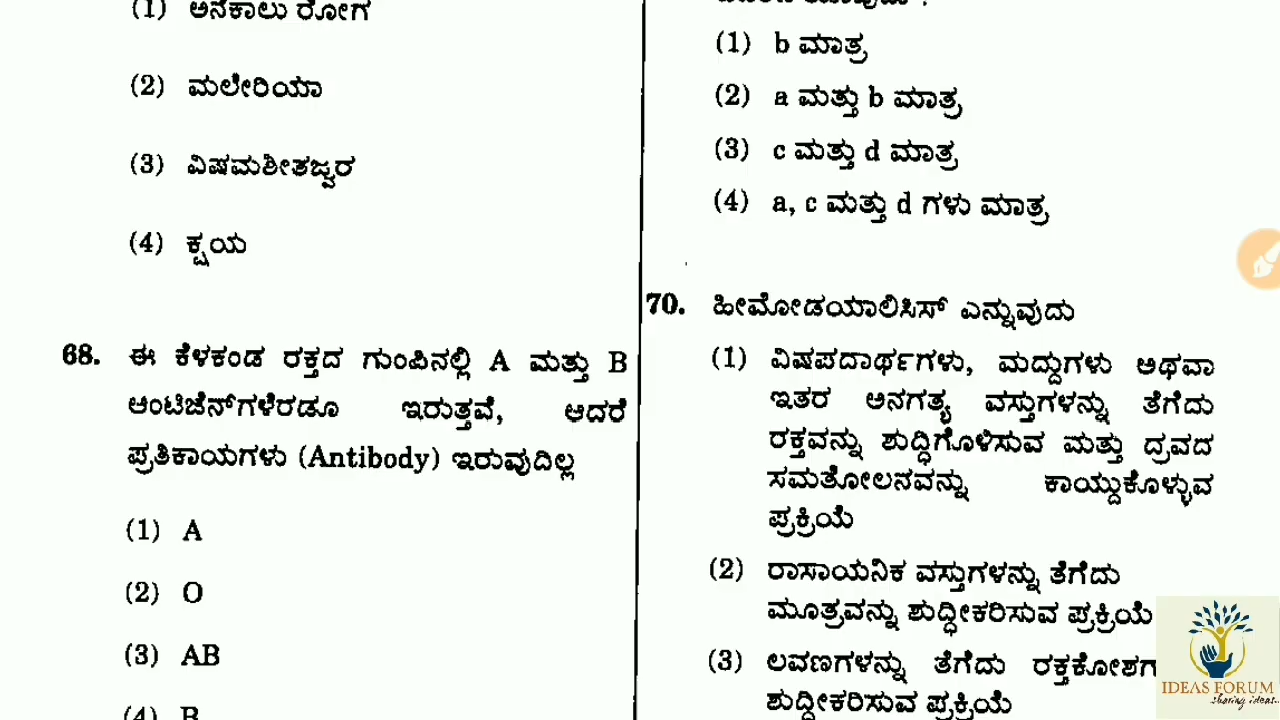 (1) ಆನೆಕಾಲು ರೋಗ
(2) ಮಲೇರಿಯಾ
(3) ವಿಷಮಶೀತಜ್ವರ
(4) ಕ್ಷಯ
68. ಈ ಕೆಳಕಂಡ ರಕ್ತದ ಗುಂಪಿನಲ್ಲಿ A ಮತ್ತು B
ಆಂಟಿಜೆನ್‌ಗಳೆರಡೂ ಇರುತ್ತವೆ, ಆದರೆ
ಪ್ರತಿಕಾಯಗಳು (Antibody) ಇರುವುದಿಲ್ಲ
(1) A
(2) O
(3) AB
(4) B
(1) b ಮಾತ್ರ
(2) a ಮತ್ತು b ಮಾತ್ರ
(3) c ಮತ್ತು d ಮಾತ್ರ
(4) a, c ಮತ್ತು d ಗಳು ಮಾತ್ರ
70. ಹೀಮೋಡಯಾಲಿಸಿಸ್ ಎನ್ನುವುದು
(1) ವಿಷಪದಾರ್ಥಗಳು, ಮದ್ದುಗಳು ಅಥವಾ
ಇತರ ಅನಗತ್ಯ ವಸ್ತುಗಳನ್ನು ತೆಗೆದು
ರಕ್ತವನ್ನು ಶುದ್ಧಿಗೊಳಿಸುವ ಮತ್ತು ದ್ರವದ
ಸಮತೋಲನವನ್ನು ಕಾಯ್ದುಕೊಳ್ಳುವ
ಪ್ರಕ್ರಿಯೆ
(2) ರಾಸಾಯನಿಕ ವಸ್ತುಗಳನ್ನು ತೆಗೆದು
ಮೂತ್ರವನ್ನು ಶುದ್ಧೀಕರಿಸುವ ಪ್ರಕ್ರಿಯೆ
(3) ಲವಣಗಳನ್ನು ತೆಗೆದು
ಶುದ್ಧೀಕರಿಸುವ ಪ್ರಕ್ರಿಯೆ
IDEAS FORUM
sharing ideas